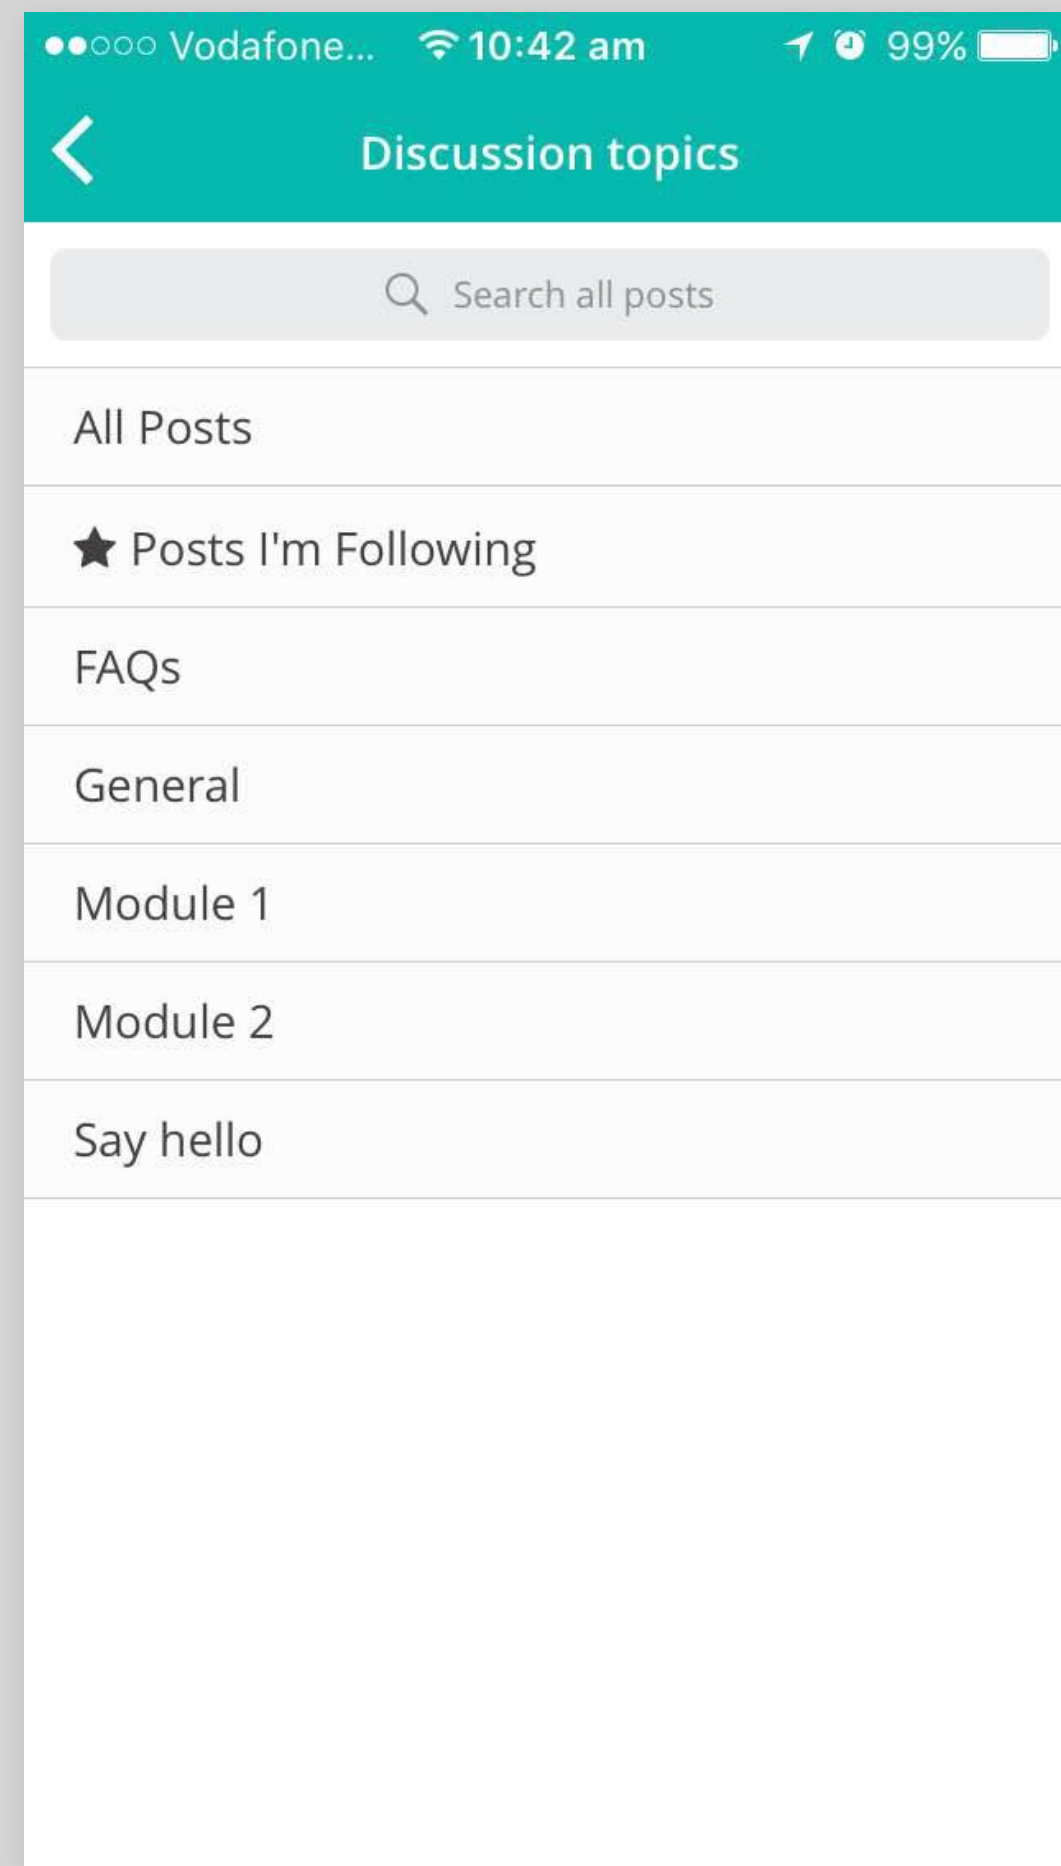 Vodafone... 10:42 am 99%
Discussion topics
Search all posts
All Posts
Posts I'm Following
FAQs
General
Module 1
Module 2
Say hello